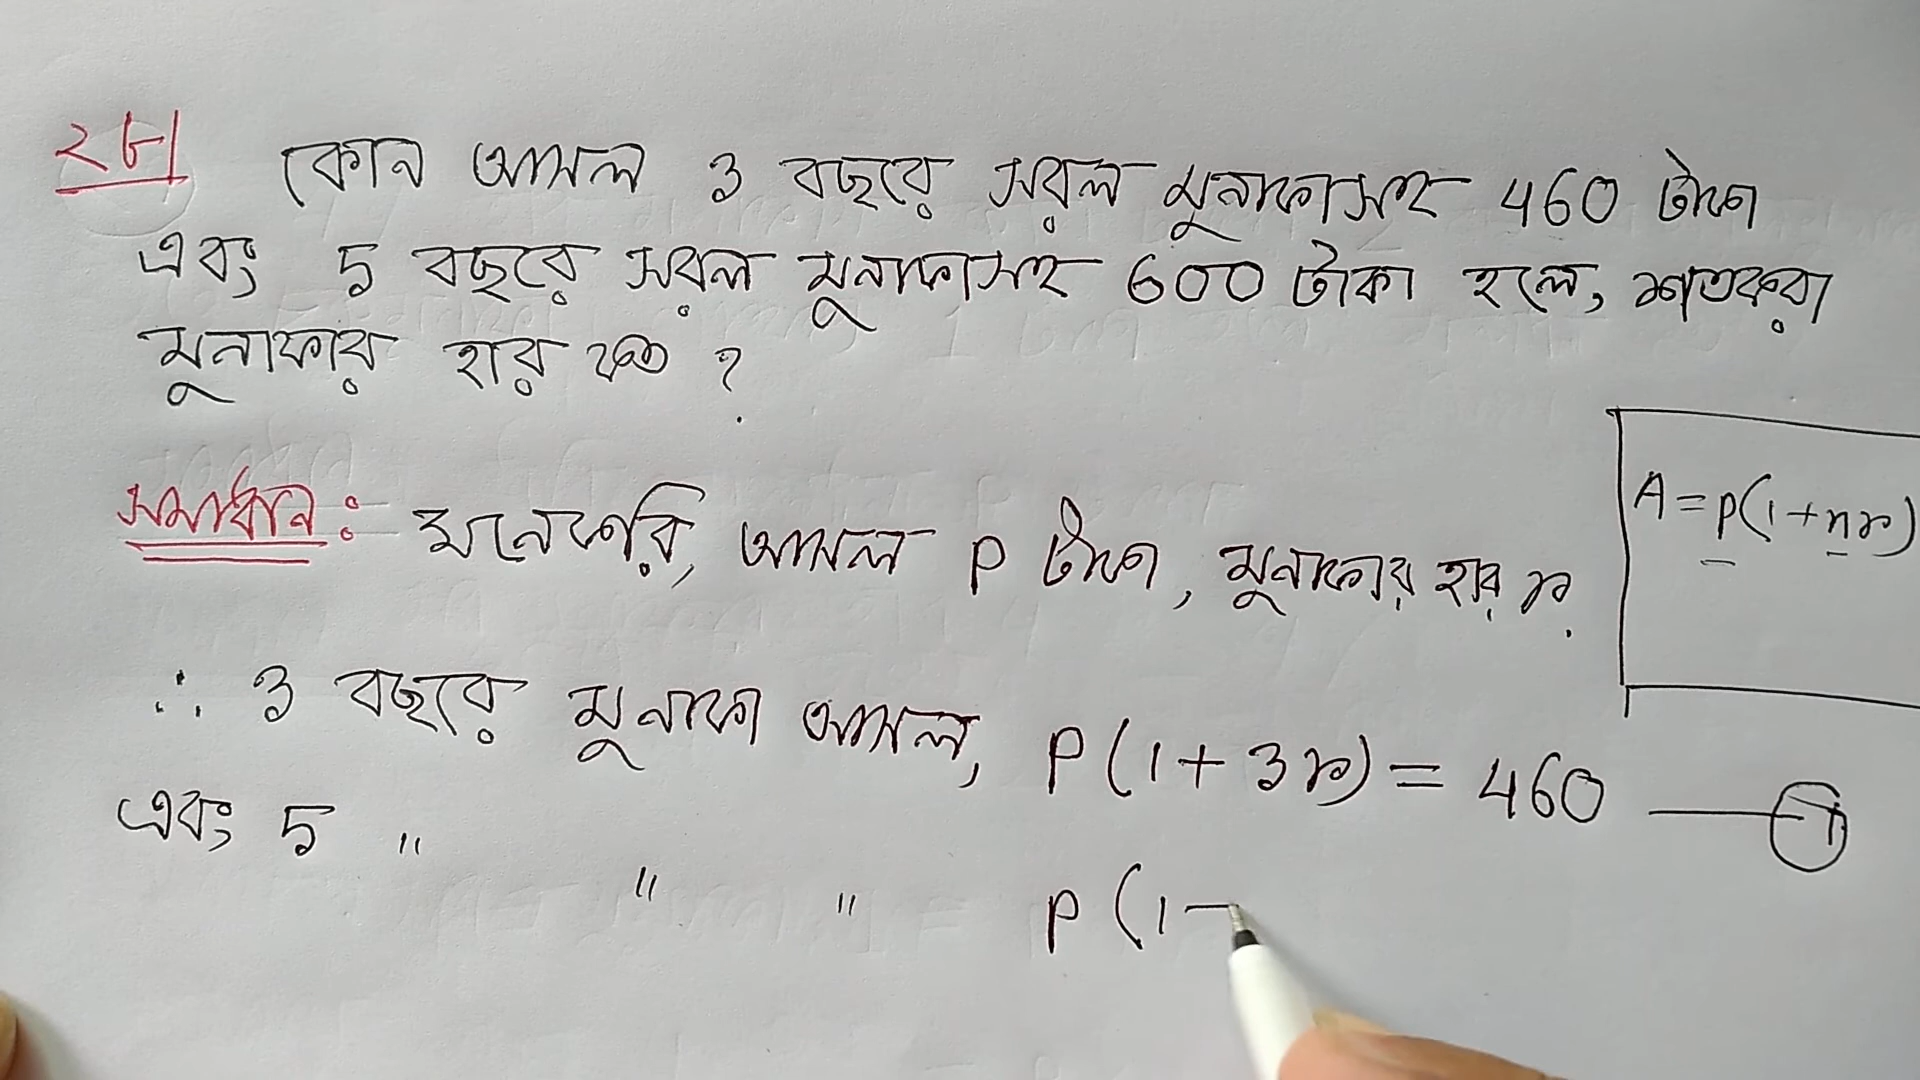 ২৮। কোন আসল 3 বছরে সরল মুনাফাসহ 460 টাকা
এবং 5 বছরে সরল মুনাফাসহ 600 টাকা হলে, শতকরা
মুনাফার হার কত ?
সমাধান : মনেকরি, আসল P টাকা, মুনাফার হার r.
A = p(1+nr)
∴ 3 বছরে মুনাফা আসল, P(1+3r) = 460 — 1
এবং 5 " " " P (1 –